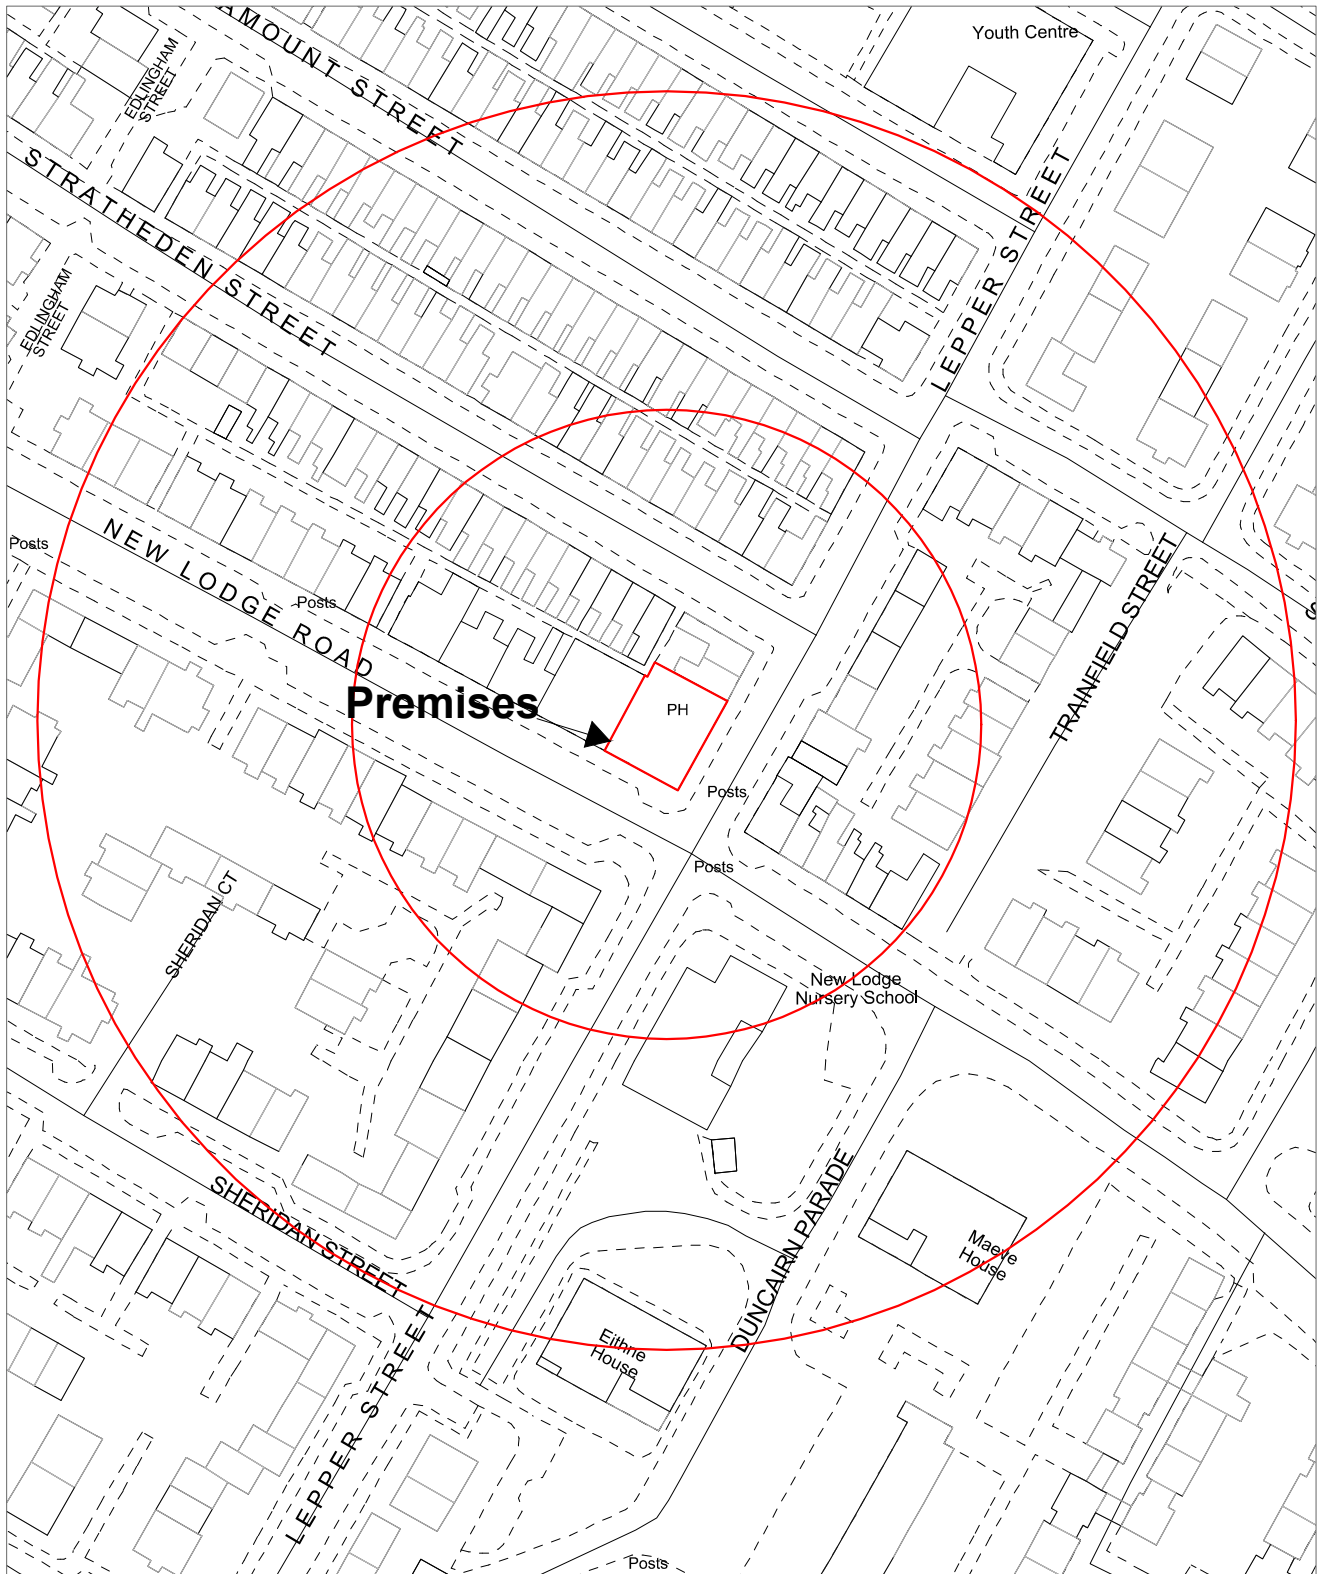 Youth Centre
AMOUNT STREET
EDLINGHAM
STREET
STRATHEDEN STREET
LEPPER STREET
EDLINGHAM
STREET
Posts
NEW LODGE ROAD
Posts
TRAINFIELD STREET
S
Premises
PH
Posts
Posts
SHERIDAN CT
New Lodge
Nursery School
SHERIDAN STREET
DUNCAIRN PARADE
Maeve
House
Eithne
House
LEPPER STREET
Posts